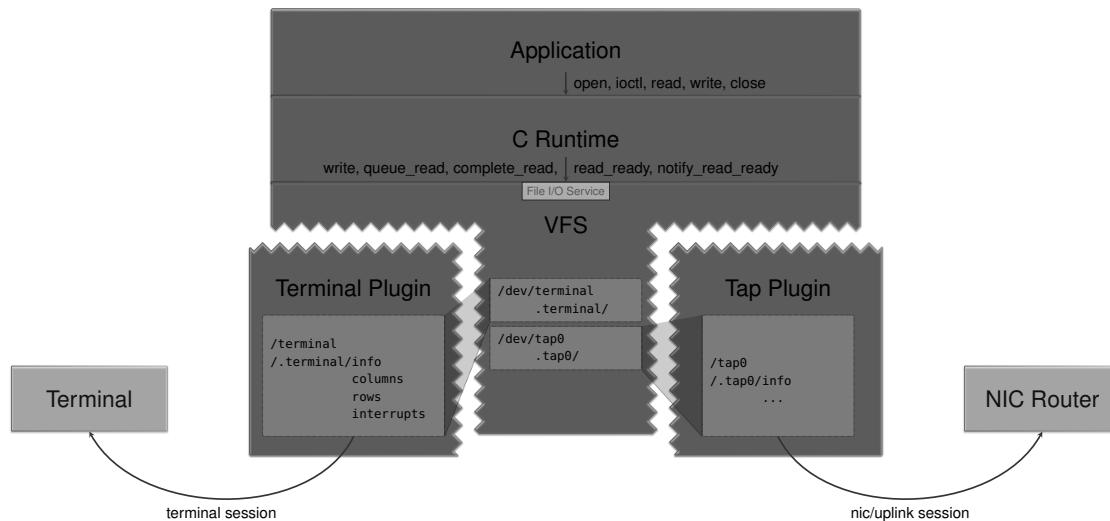 Application
open, ioctl, read, write, close
C Runtime
write, queue_read, complete_read, read_ready, notify_read_ready
File I/O Service
VFS
Terminal Plugin
/terminal
/.terminal/info
columns
rows
interrupts
/dev/terminal
.terminal/
/dev/tap0
.tap0/
Tap Plugin
/tap0
/.tap0/info
...
Terminal
NIC Router
terminal session
nic/uplink session